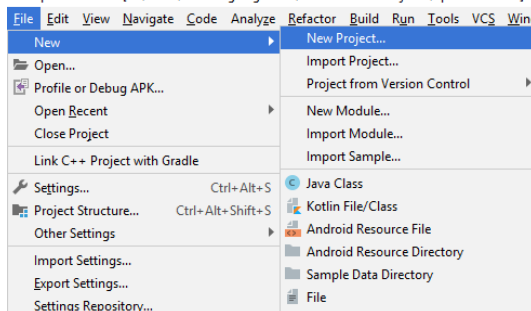 File Edit View Navigate Code Analyze Refactor Build Run Tools VCS Win
New
Open...
Profile or Debug APK...
Open Recent
Close Project
Link C++ Project with Gradle
Settings... Ctrl+Alt+S
Project Structure... Ctrl+Alt+Shift+S
Other Settings
Import Settings...
Export Settings...
Settings Repository...
New Project...
Import Project...
Project from Version Control
New Module...
Import Module...
Import Sample...
Java Class
Kotlin File/Class
Android Resource File
Android Resource Directory
Sample Data Directory
File